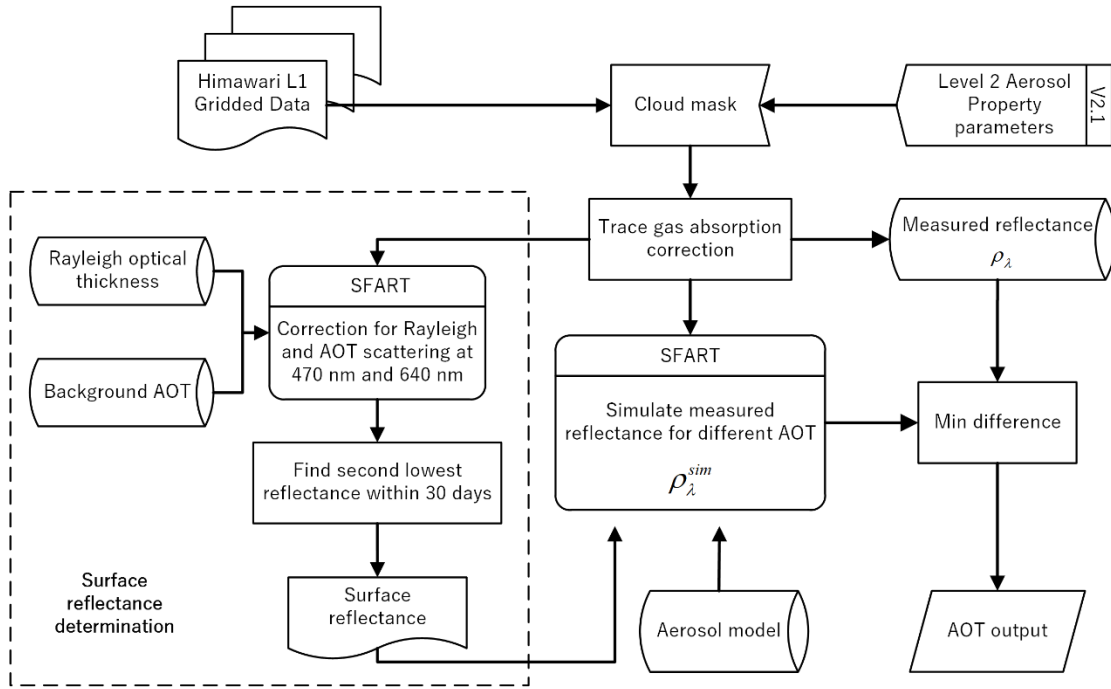 Himawari L1
Gridded Data
Cloud mask
Level 2 Aerosol
Property
parameters
V2.1
Trace gas absorption
correction
Measured reflectance
ρλ
Rayleigh optical
thickness
Background AOT
SFART
Correction for Rayleigh
and AOT scattering at
470 nm and 640 nm
SFART
Simulate measured
reflectance for different AOT
ρλ^sim
Min difference
Find second lowest
reflectance within 30 days
Surface
reflectance
determination
Surface
reflectance
Aerosol model
AOT output